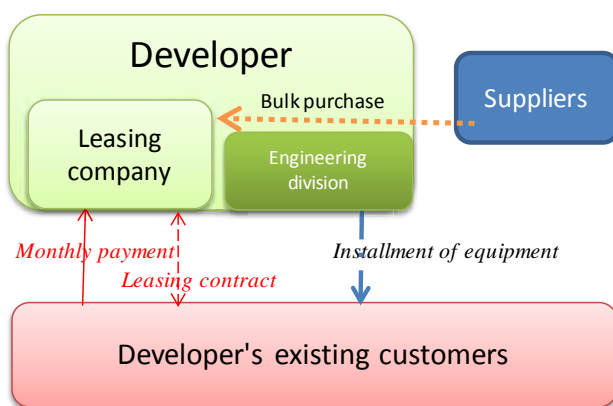 Developer
Suppliers
Bulk purchase
Leasing
company
Engineering
division
Monthly payment
Installment of equipment
Leasing contract
Developer's existing customers